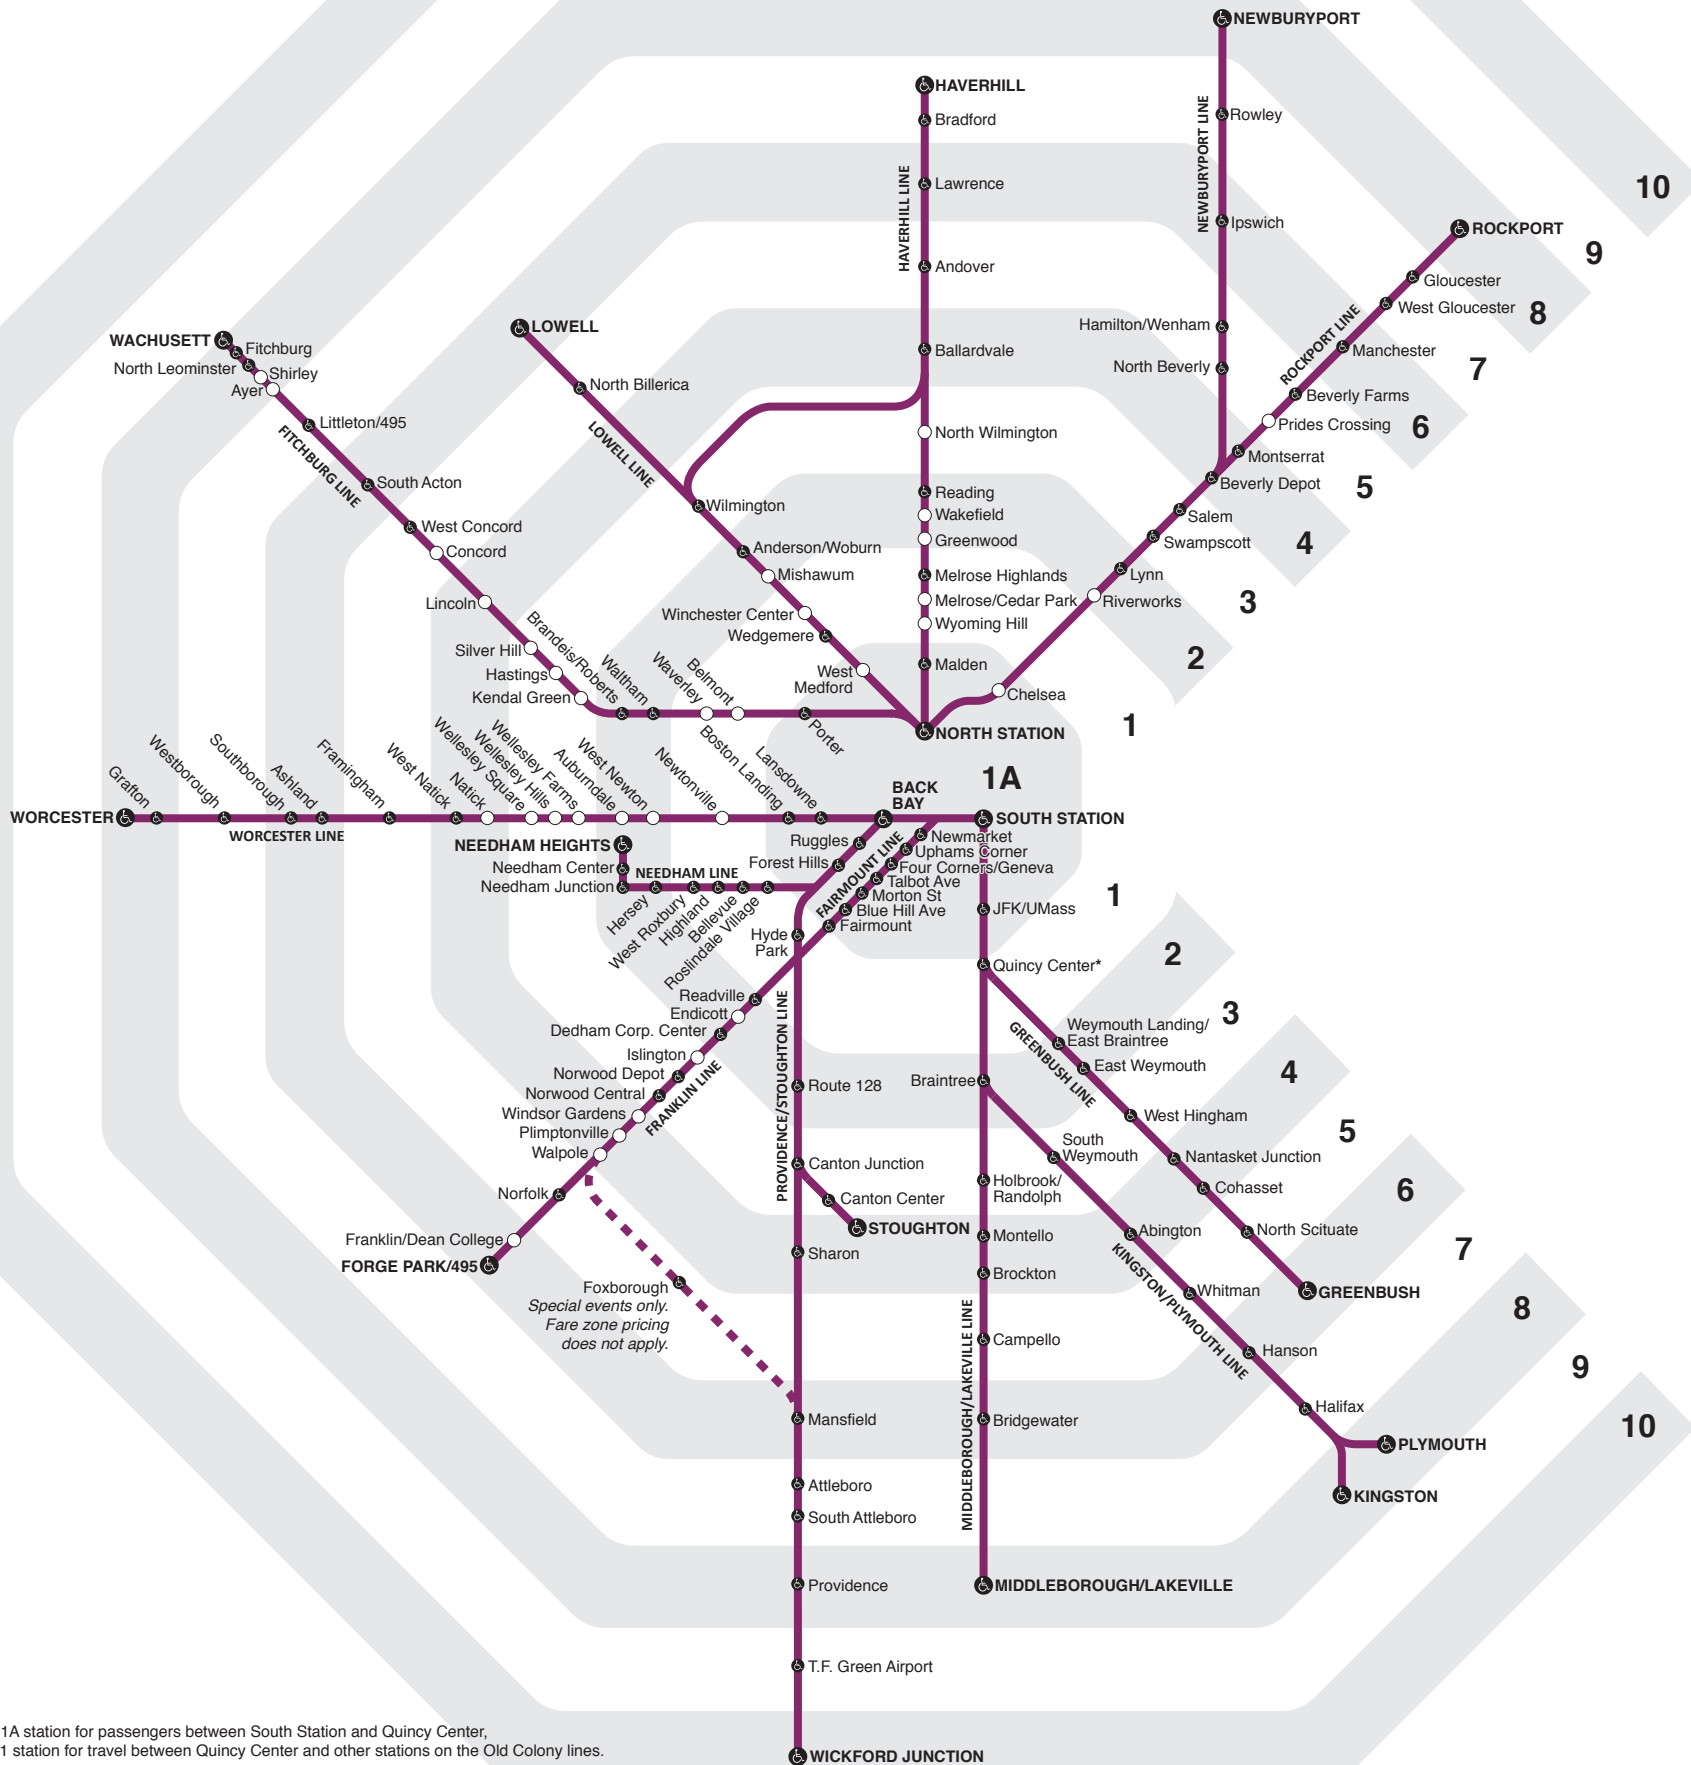 NEWBURYPORT
HAVERHILL
Bradford
Rowley
NEWBURYPORT LINE
Lawrence
10
HAVERHILL LINE
Ipswich
ROCKPORT
9
Andover
Gloucester
West Gloucester
8
Hamilton/Wenham
LOWELL
WACHUSETT
Fitchburg
North Leominster
Shirley
Ayer
Ballardvale
Manchester
ROCKPORT LINE
7
North Beverly
North Billerica
Beverly Farms
Littleton/495
FITCHBURG LINE
LOWELL LINE
North Wilmington
Prides Crossing
6
Montserrat
South Acton
Beverly Depot
5
Reading
Wilmington
Wakefield
Salem
West Concord
Greenwood
Swampscott
4
Concord
Anderson/Woburn
Mishawum
Melrose Highlands
Lynn
Lincoln
Melrose/Cedar Park
Riverworks
3
Winchester Center
Wyoming Hill
Wedgemere
Silver Hill
Brandeis/Roberts
Waltham
Waverley
Belmont
Hastings
West
Medford
Malden
2
Kendal Green
Chelsea
Porter
NORTH STATION
1
Grafton
Westborough
Southborough
Ashland
Framingham
West Natick
Natick
Wellesley Square
Wellesley Hills
Wellesley Farms
Auburndale
West Newton
Newtonville
Boston Landing
Lansdowne
1A
BACK
BAY
WORCESTER
SOUTH STATION
WORCESTER LINE
NEEDHAM HEIGHTS
Ruggles
FAIRMOUNT LINE
Newmarket
Uphams Corner
Needham Center
NEEDHAM LINE
Forest Hills
Four Corners/Geneva
Needham Junction
Talbot Ave
Morton St
1
Hersey
West Roxbury
Highland
Bellevue
Roslindale Village
Blue Hill Ave
JFK/UMass
Fairmount
Hyde
Park
2
Quincy Center*
Readville
Endicott
3
Dedham Corp. Center
PROVIDENCE/STOUGHTON LINE
GREENBUSH LINE
Weymouth Landing/
East Braintree
Islington
East Weymouth
Norwood Depot
4
Braintree
Route 128
Norwood Central
Windsor Gardens
FRANKLIN LINE
West Hingham
Plimptonville
5
Walpole
South
Weymouth
Nantasket Junction
Canton Junction
Norfolk
Holbrook/
Randolph
Cohasset
6
Canton Center
STOUGHTON
Montello
Abington
North Scituate
Franklin/Dean College
Sharon
7
FORGE PARK/495
Brockton
KINGSTON/PLYMOUTH LINE
Foxborough
Special events only.
Fare zone pricing
does not apply.
Whitman
GREENBUSH
8
Campello
MIDDLEBOROUGH/LAKEVILLE LINE
Hanson
9
Halifax
Mansfield
Bridgewater
10
PLYMOUTH
Attleboro
KINGSTON
South Attleboro
Providence
MIDDLEBOROUGH/LAKEVILLE
T.F. Green Airport
1A station for passengers between South Station and Quincy Center,
1 station for travel between Quincy Center and other stations on the Old Colony lines.
WICKFORD JUNCTION